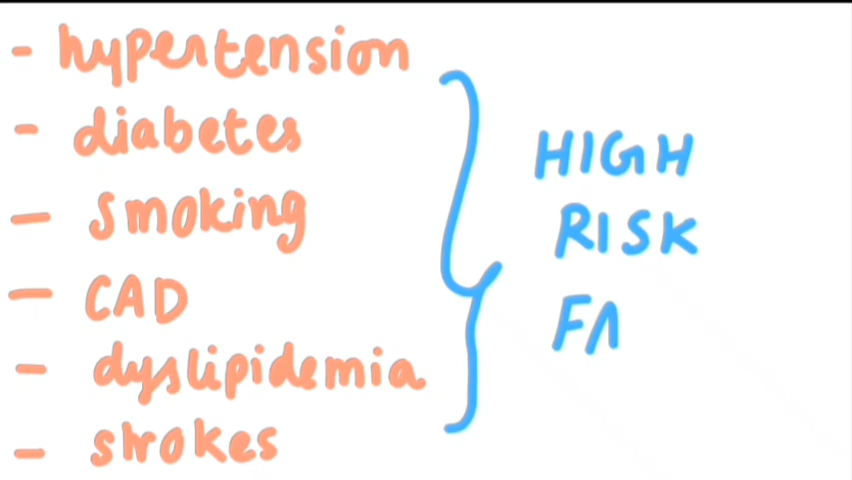 - hypertension
- diabetes
- smoking
- CAD
- dyslipidemia
- strokes
HIGH
RISK
FA